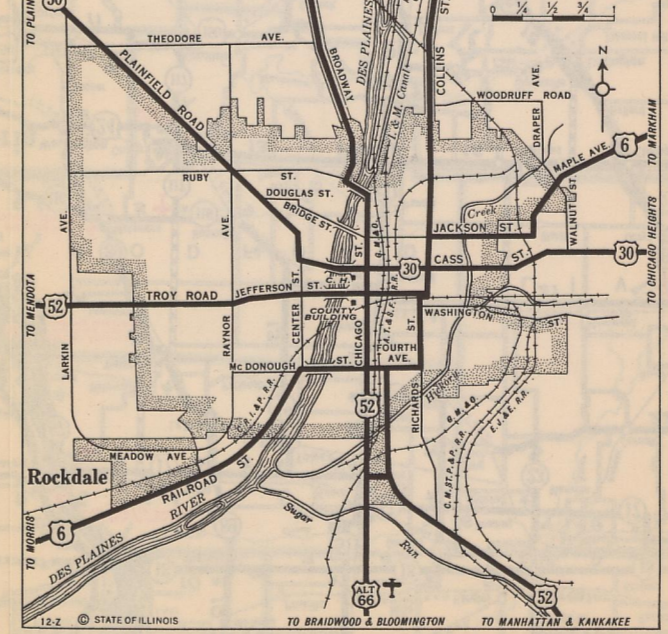 30
TO PLAIN
0 1/4 1/2 3/4 1
ST.
DES PLAINES
THEODORE AVE.
BROADWAY
COLLINS
PLAINFIELD ROAD
I. & M. Canal
N
WOODRUFF ROAD
DRAPER AVE.
TO MARKHAM
6
MAPLE AVE.
RUBY ST.
DOUGLAS ST.
BRIDGE ST.
WALNUT ST.
Creek
AVE.
AVE.
ST.
G. M. & O.
JACKSON ST.
CASS ST.
30
30
TO CHICAGO HEIGHTS
C. H.
TO MENDOTA
52
TROY ROAD
JEFFERSON ST.
ST.
COUNTY
BUILDING
A. T. & S. F. R.R.
WASHINGTON ST.
LARKIN
RAYNOR
CENTER
CHICAGO
ST.
FOURTH
AVE.
McDONOUGH ST.
C. R. I. & P. R.R.
52
RICHARDS
Hickory
G. M. & O.
E. J. & E. R.R.
C. M. ST. P. & P. R.R.
MEADOW AVE.
Rockdale
RAILROAD ST.
TO MORRIS
6
DES PLAINES RIVER
Sugar Run
ALT
66
52
12-Z © STATE OF ILLINOIS
TO BRAIDWOOD & BLOOMINGTON
TO MANHATTAN & KANKAKEE